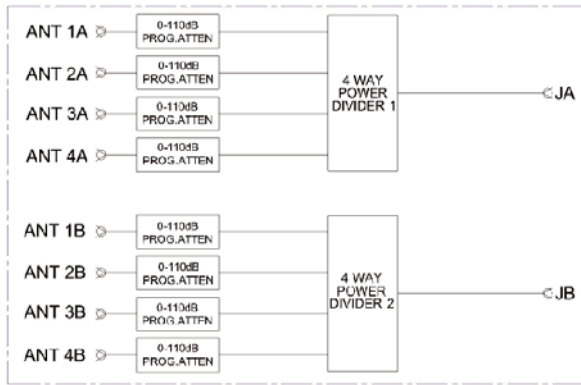 ANT 1A
0-110dB
PROG.ATTEN
ANT 2A
0-110dB
PROG.ATTEN
ANT 3A
0-110dB
PROG.ATTEN
ANT 4A
0-110dB
PROG.ATTEN
4 WAY
POWER
DIVIDER 1
JA
ANT 1B
0-110dB
PROG.ATTEN
ANT 2B
0-110dB
PROG.ATTEN
ANT 3B
0-110dB
PROG.ATTEN
ANT 4B
0-110dB
PROG.ATTEN
4 WAY
POWER
DIVIDER 2
JB